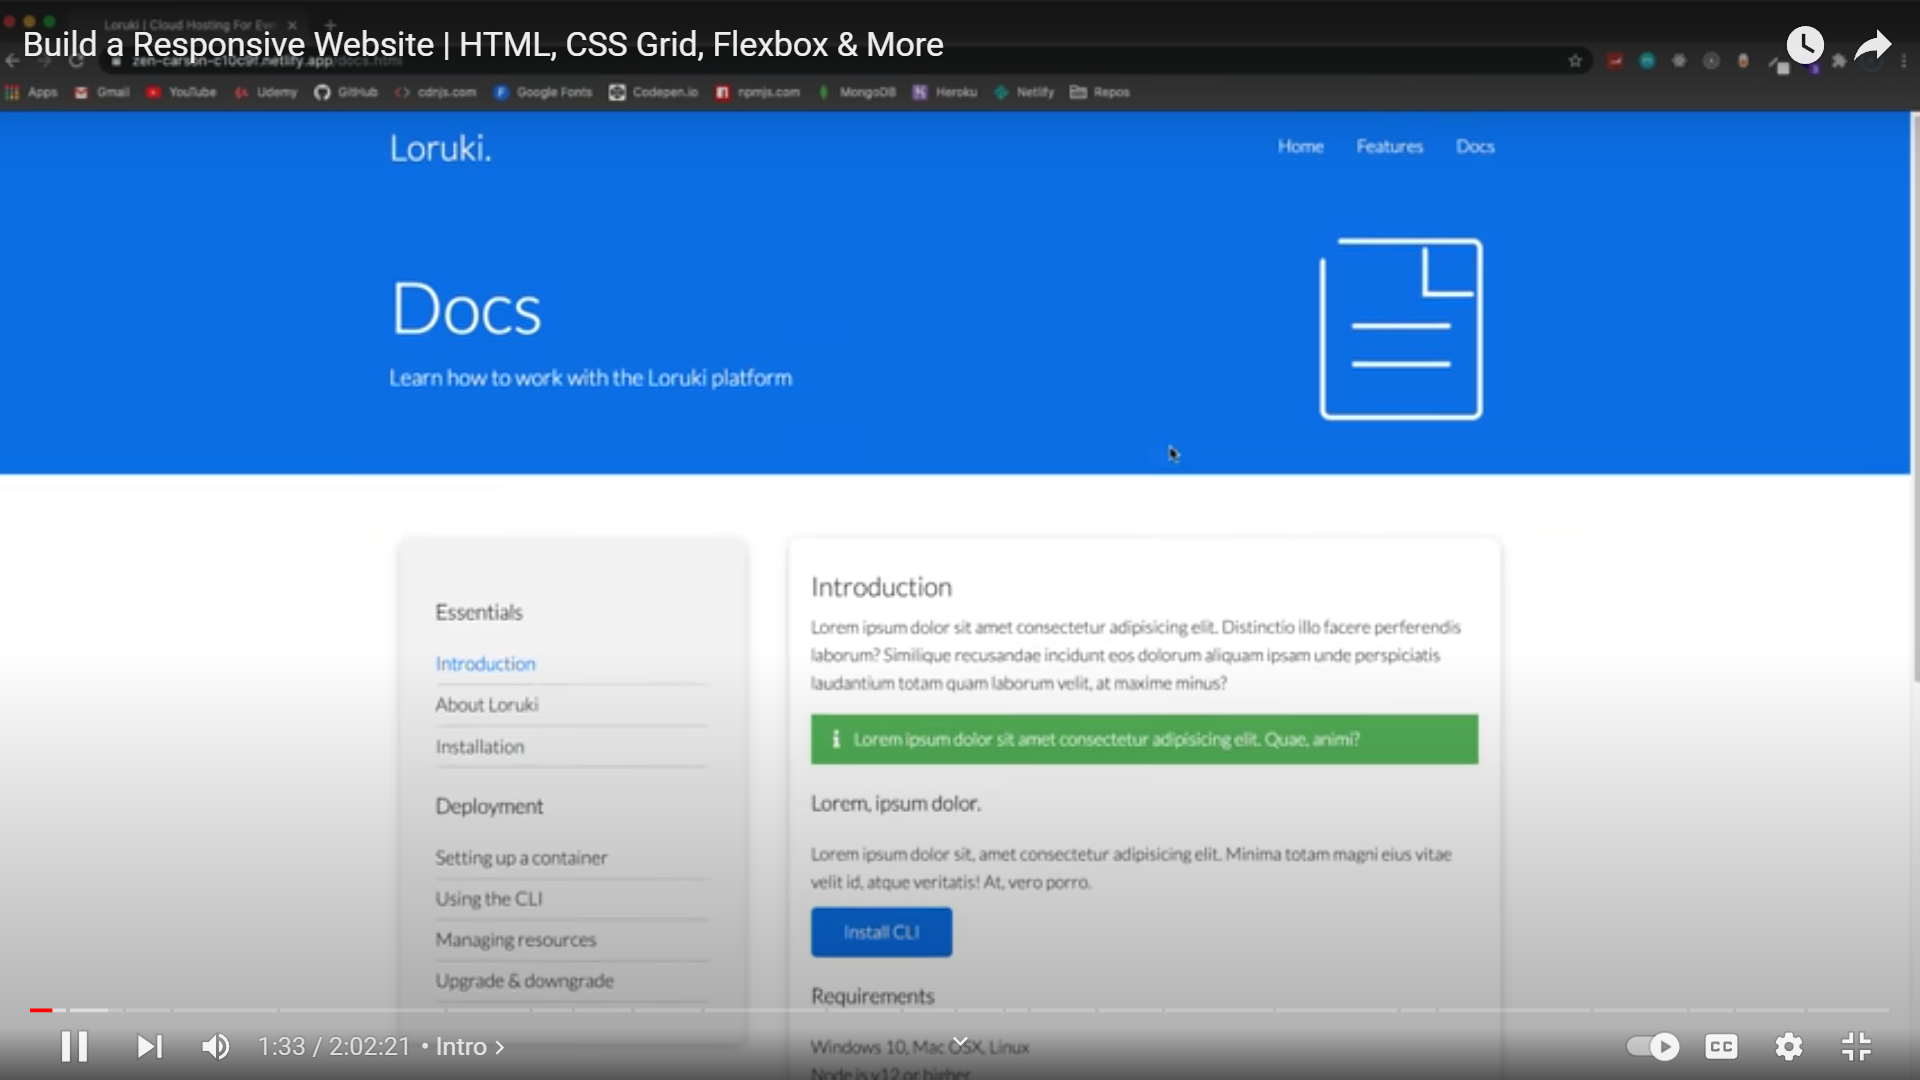 Loruki | Cloud Hosting For Eve
Build a Responsive Website | HTML, CSS Grid, Flexbox & More
zen-carson-c10c9f.netlify.app/docs.html
Apps Gmail YouTube Udemy GitHub cdnjs.com Google Fonts Codepen.io npmjs.com MongoDB Heroku Netlify Repos
Loruki.
Home Features Docs
Docs
Learn how to work with the Loruki platform
Essentials
Introduction
About Loruki
Installation
Deployment
Setting up a container
Using the CLI
Managing resources
Upgrade & downgrade
Introduction
Lorem ipsum dolor sit amet consectetur adipisicing elit. Distinctio illo facere perferendis
laborum? Similique recusandae incidunt eos dolorum aliquam ipsam unde perspiciatis
laudantium totam quam laborum velit, at maxime minus?
Lorem ipsum dolor sit amet consectetur adipisicing elit. Quae, animi?
Lorem, ipsum dolor.
Lorem ipsum dolor sit, amet consectetur adipisicing elit. Minima totam magni eius vitae
velit id, atque veritatis! At, vero porro.
Install CLI
Requirements
Windows 10, Mac OSX, Linux
Node.js v12 or higher
1:33 / 2:02:21 • Intro
CC